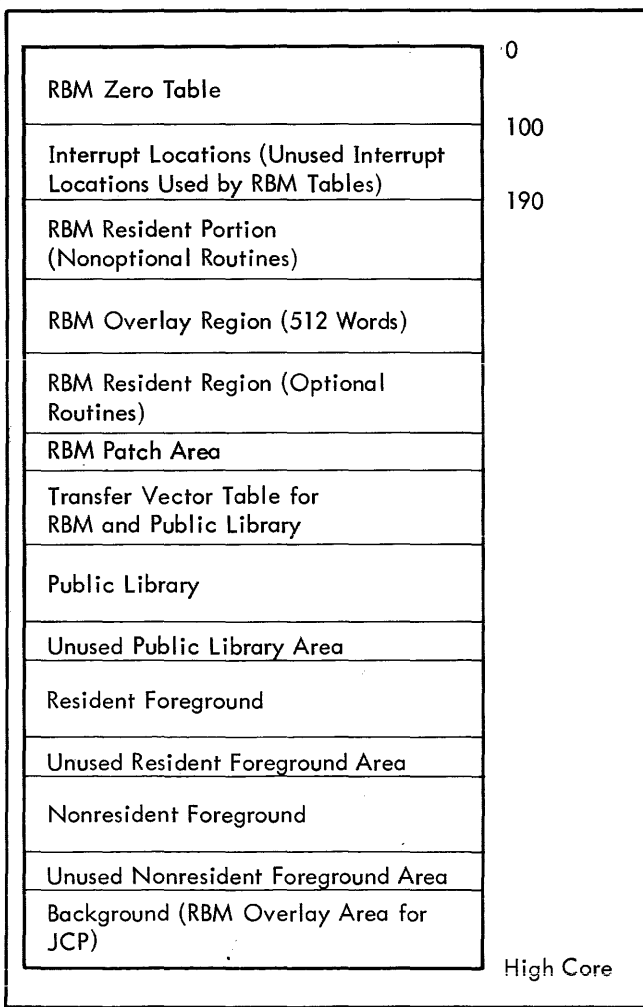 0
RBM Zero Table
100
Interrupt Locations (Unused Interrupt
Locations Used by RBM Tables)
190
RBM Resident Portion
(Nonoptional Routines)
RBM Overlay Region (512 Words)
RBM Resident Region (Optional
Routines)
RBM Patch Area
Transfer Vector Table for
RBM and Public Library
Public Library
Unused Public Library Area
Resident Foreground
Unused Resident Foreground Area
Nonresident Foreground
Unused Nonresident Foreground Area
Background (RBM Overlay Area for
JCP)
High Core